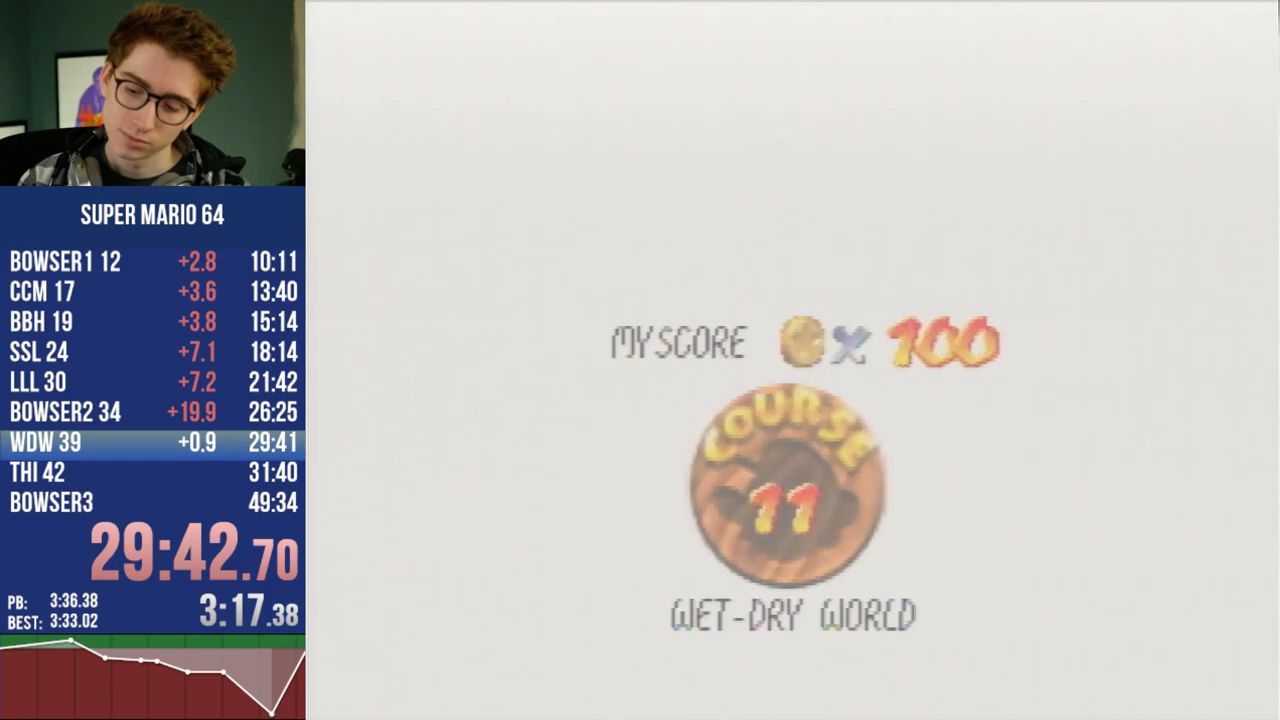 SUPER MARIO 64
BOWSER1 12 +2.8 10:11
CCM 17 +3.6 13:40
BBH 19 +3.8 15:14
SSL 24 +7.1 18:14
LLL 30 +7.2 21:42
BOWSER2 34 +19.9 26:25
WDW 39 +0.9 29:41
THI 42 31:40
BOWSER3 49:34
29:42.70
PB: 3:36.38
BEST: 3:33.02
3:17.38
MY SCORE × 100
COURSE
11
WET-DRY WORLD